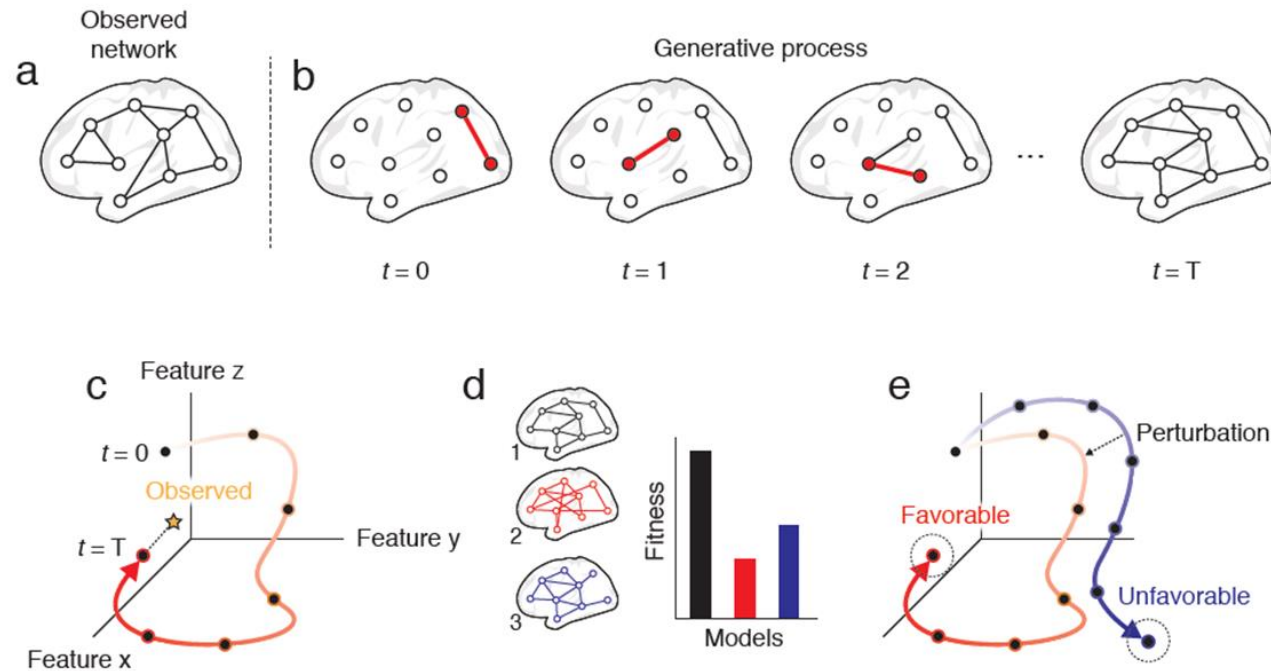 Observed
network
Generative process
a
b
...
t = 0
t = 1
t = 2
t = T
c
Feature z
t = 0
Observed
t = T
Feature y
Feature x
d
1
2
3
Fitness
Models
e
Perturbation
Favorable
Unfavorable